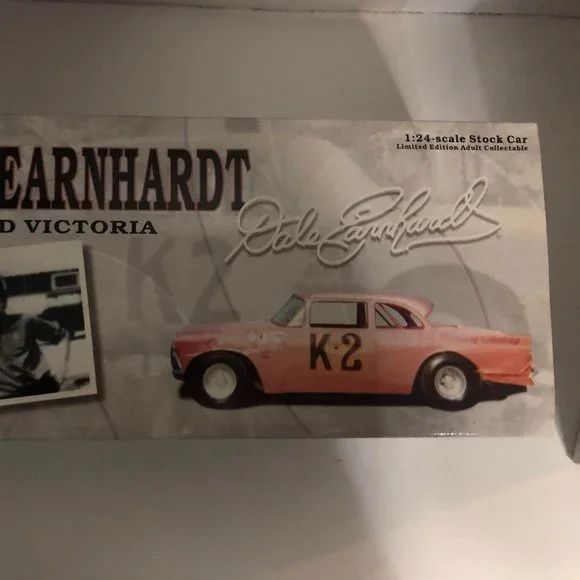 EARNHARDT
D VICTORIA
1:24-scale Stock Car
Limited Edition Adult Collectable
Dale Earnhardt
K-2